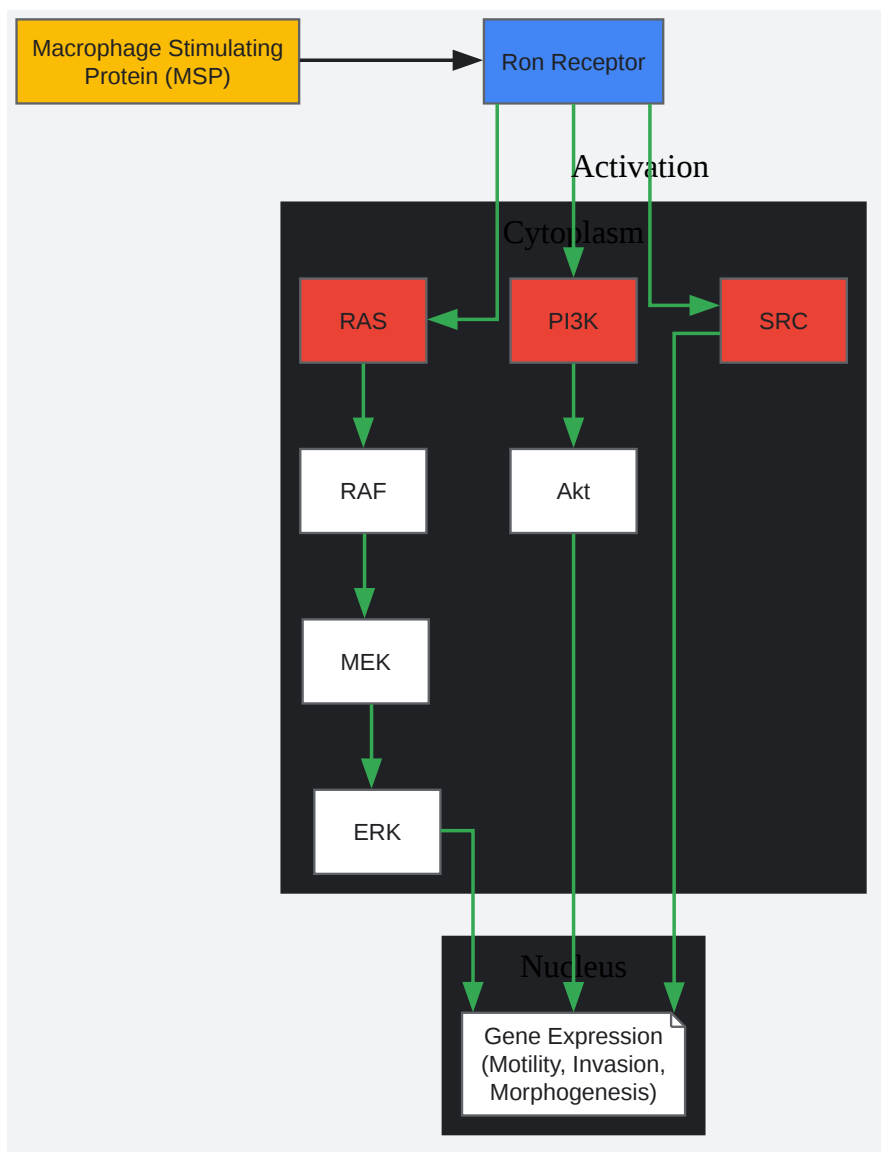 Macrophage Stimulating
Protein (MSP)
Ron Receptor
Activation
Cytoplasm
RAS
PI3K
SRC
RAF
Akt
MEK
ERK
Nucleus
Gene Expression
(Motility, Invasion,
Morphogenesis)